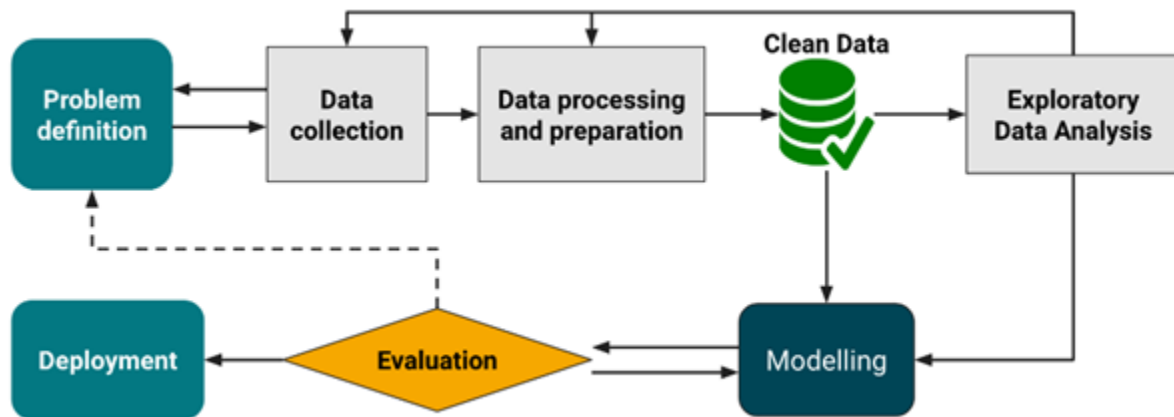 Clean Data
Problem
definition
Data
collection
Data processing
and preparation
Exploratory
Data Analysis
Deployment
Evaluation
Modelling